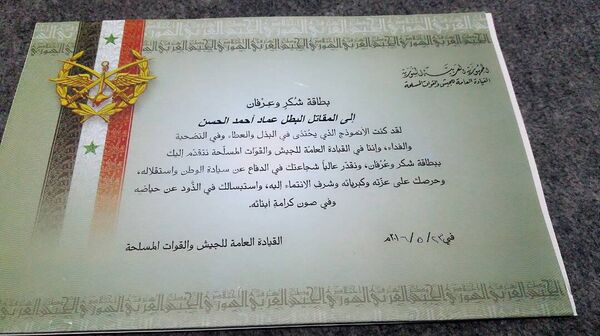 الجمهورية العربية السورية
القيادة العامة للجيش والقوات المسلحة
بطاقة شكر وعرفان
إلى المقاتل البطل عماد أحمد الحسن
لقد كنت الانموذج الذي يحتذى في البذل والعطاء وفي التضحية
والفداء، وإننا في القيادة العامة للجيش والقوات المسلحة نتقدم إليك
ببطاقة شكر وعرفان، ونقدر عالياً شجاعتك في الدفاع عن سيادة الوطن واستقلاله،
وحرصك على عزته وكبريائه وشرف الانتماء إليه، واستبسالك في الذود عن حياضه
وفي صون كرامة أبنائه.
في ٢٣/٥/٢٠١٦م
القيادة العامة للجيش والقوات المسلحة